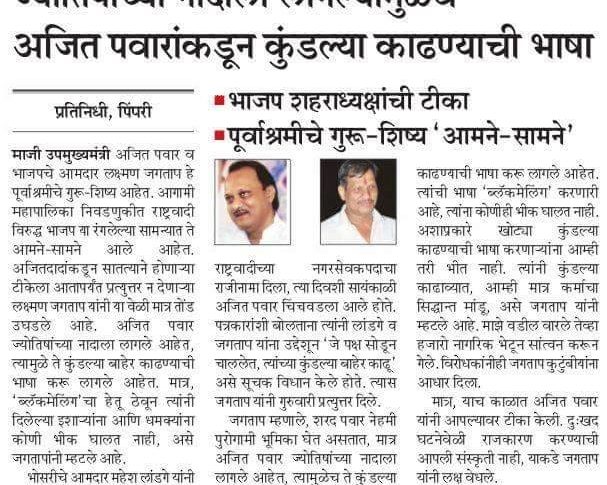 ज्योतिषाच्या नादाला लागल्यामुळेच
अजित पवारांकडून कुंडल्या काढण्याची भाषा
प्रतिनिधी, पिंपरी
▪ भाजप शहराध्यक्षांची टीका
▪ पूर्वाश्रमीचे गुरू-शिष्य ‘आमने-सामने’
माजी उपमुख्यमंत्री अजित पवार व
भाजपचे आमदार लक्ष्मण जगताप हे
पूर्वाश्रमीचे गुरू-शिष्य आहेत. आगामी
महापालिका निवडणुकीत राष्ट्रवादी
विरुद्ध भाजप या रंगलेल्या सामन्यात ते
आमने-सामने आले आहेत.
अजितदादांकडून सातत्याने होणाऱ्या
टीकेला आतापर्यंत प्रत्युत्तर न देणाऱ्या
लक्ष्मण जगताप यांनी या वेळी मात्र तोंड
उघडले आहे. अजित पवार
ज्योतिषांच्या नादाला लागले आहेत,
त्यामुळे ते कुंडल्या बाहेर काढण्याची
भाषा करू लागले आहेत. मात्र,
‘ब्लॅकमेलिंग’चा हेतू ठेवून त्यांनी
दिलेल्या इशाऱ्यांना आणि धमक्यांना
कोणी भीक घालत नाही, असे
जगतापांनी म्हटले आहे.
भोसरीचे आमदार महेश लांडगे यांनी
राष्ट्रवादीच्या नगरसेवकपदाचा
राजीनामा दिला, त्या दिवशी सायंकाळी
अजित पवार चिंचवडला आले होते.
पत्रकारांशी बोलताना त्यांनी लांडगे व
जगताप यांना उद्देशून ‘जे पक्ष सोडून
चाललेत, त्यांच्या कुंडल्या बाहेर काढू’
असे सूचक विधान केले होते. त्यास
जगताप यांनी गुरुवारी प्रत्युत्तर दिले.
जगताप म्हणाले, शरद पवार नेहमी
पुरोगामी भूमिका घेत असतात, मात्र
अजित पवार ज्योतिषांच्या नादाला
लागले आहेत, त्यामुळेच ते कुंडल्या
काढण्याची भाषा करू लागले आहेत.
त्यांची भाषा ‘ब्लॅकमेलिंग’ करणारी
आहे, त्यांना कोणीही भीक घालत नाही.
अशाप्रकारे खोट्या कुंडल्या
काढण्याची भाषा करणाऱ्यांना आम्ही
तरी भीत नाही. त्यांनी कुंडल्या
काढाव्यात, आम्ही मात्र कर्माचा
सिद्धान्त मांडू, असे जगताप यांनी
म्हटले आहे. माझे वडील वारले तेव्हा
हजारो नागरिक भेटून सांत्वन करून
गेले. विरोधकांनीही जगताप कुटुंबीयांना
आधार दिला.
मात्र, याच काळात अजित पवार
यांनी आपल्यावर टीका केली. दुःखद
घटनेवेळी राजकारण करण्याची
आपली संस्कृती नाही, याकडे जगताप
यांनी लक्ष वेधले.